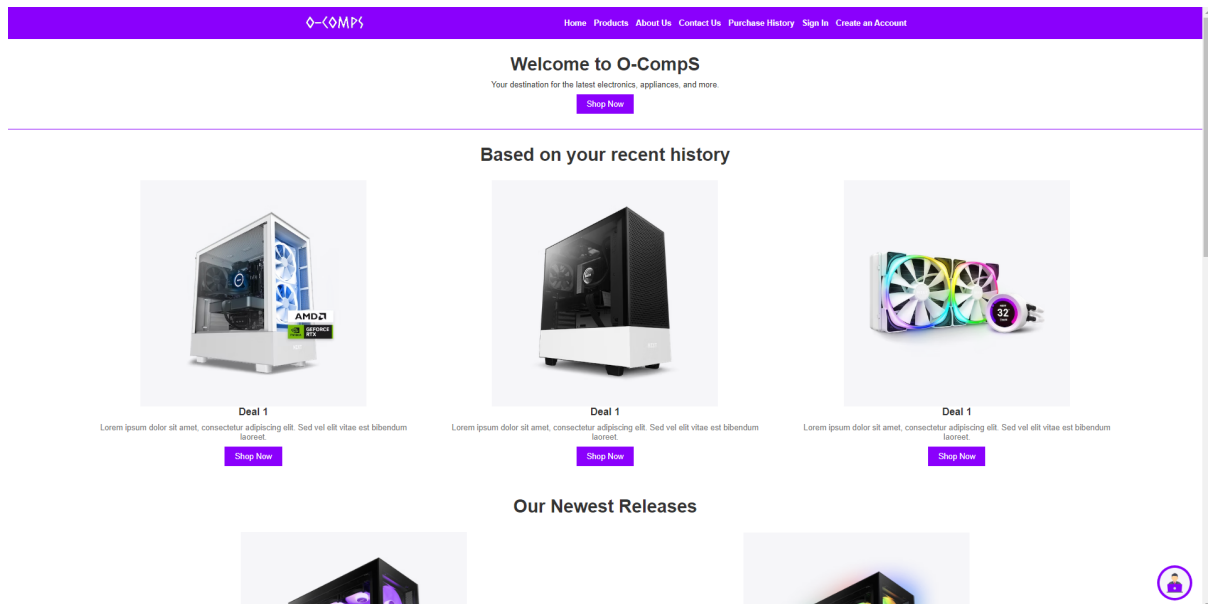 O-COMPS
Home Products About Us Contact Us Purchase History Sign In Create an Account
Welcome to O-CompS
Your destination for the latest electronics, appliances, and more.
Shop Now
Based on your recent history
AMD
GEFORCE
RTX
32°
Deal 1
Lorem ipsum dolor sit amet, consectetur adipiscing elit. Sed vel elit vitae est bibendum
laoreet.
Shop Now
Deal 1
Lorem ipsum dolor sit amet, consectetur adipiscing elit. Sed vel elit vitae est bibendum
laoreet.
Shop Now
Deal 1
Lorem ipsum dolor sit amet, consectetur adipiscing elit. Sed vel elit vitae est bibendum
laoreet.
Shop Now
Our Newest Releases